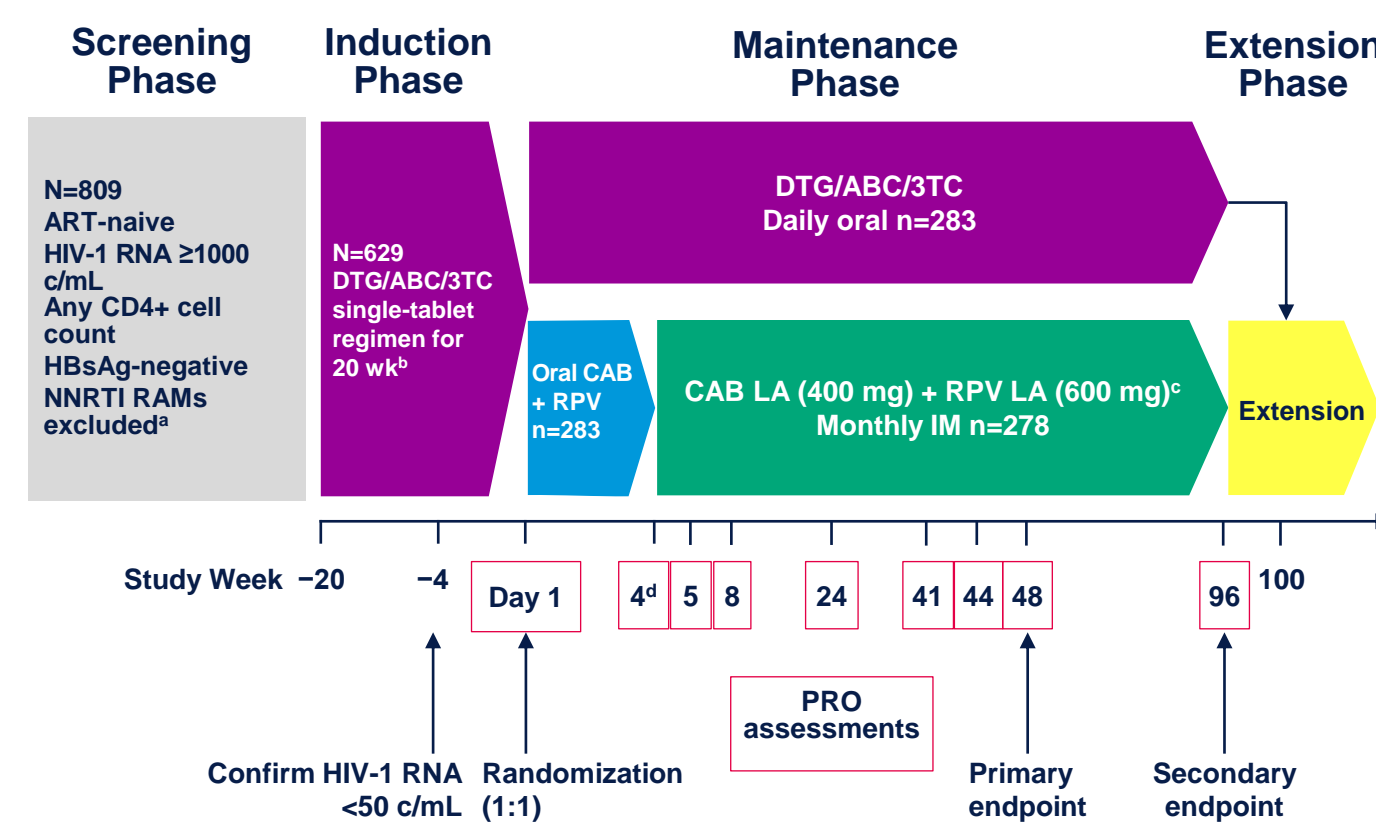 Screening
Phase
Induction
Phase
Maintenance
Phase
Extension
Phase
N=809
ART-naive
HIV-1 RNA ≥1000
c/mL
Any CD4+ cell
count
HBsAg-negative
NNRTI RAMs
excludedᵃ
N=629
DTG/ABC/3TC
single-tablet
regimen for
20 wkᵇ
DTG/ABC/3TC
Daily oral n=283
Oral CAB
+ RPV
n=283
CAB LA (400 mg) + RPV LA (600 mg)ᶜ
Monthly IM n=278
Extension
Study Week −20 −4 Day 1 4ᵈ 5 8 24 41 44 48 96 100
PRO
assessments
Confirm HIV-1 RNA
<50 c/mL
Randomization
(1:1)
Primary
endpoint
Secondary
endpoint